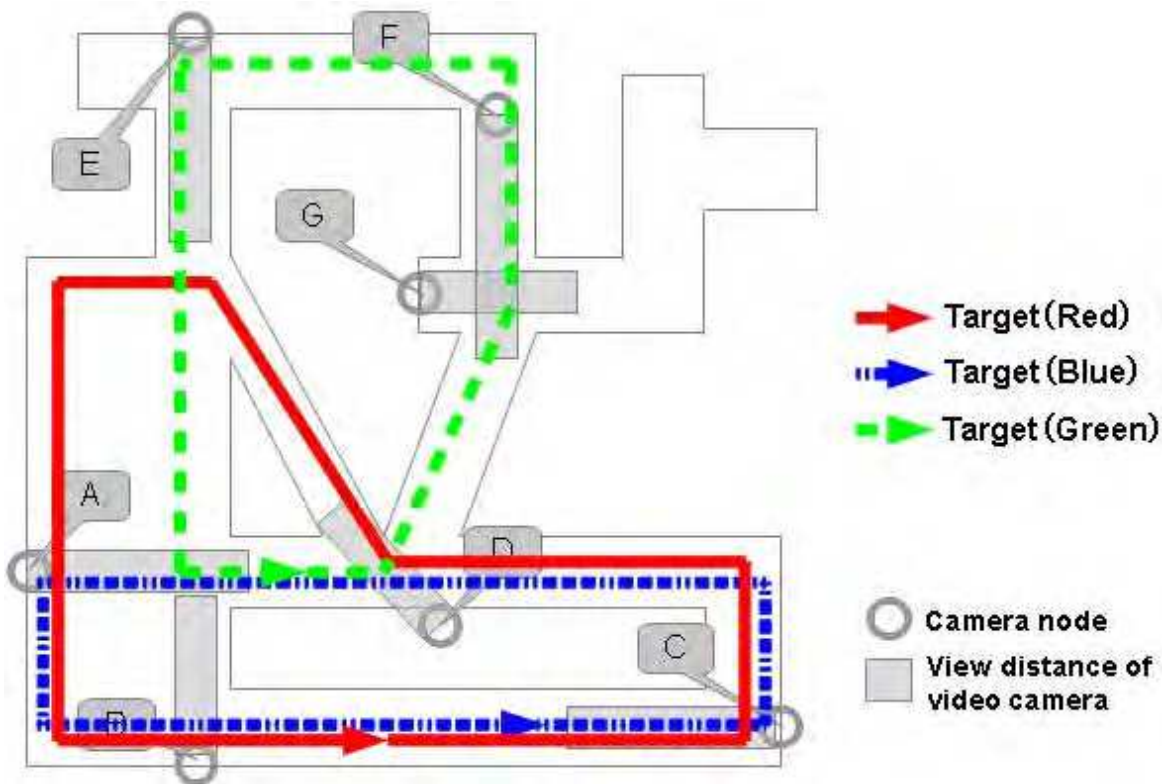 F
E
G
A
D
C
Target(Red)
Target(Blue)
Target(Green)
Camera node
View distance of
video camera